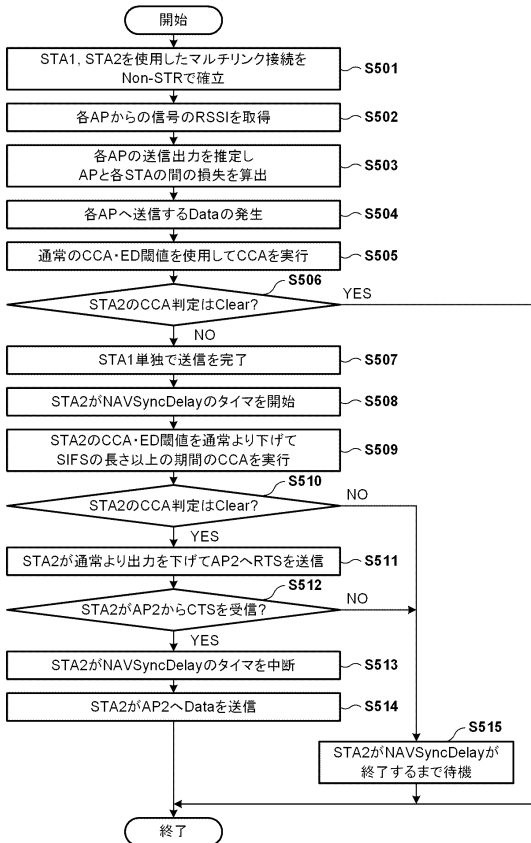 開始
STA1, STA2を使用したマルチリンク接続を
Non-STRで確立
S501
各APからの信号のRSSIを取得
S502
各APの送信出力を推定し
APと各STAの間の損失を算出
S503
各APへ送信するDataの発生
S504
通常のCCA・ED閾値を使用してCCAを実行
S505
S506
STA2のCCA判定はClear?
YES
NO
STA1単独で送信を完了
S507
STA2がNAVSyncDelayのタイマを開始
S508
STA2のCCA・ED閾値を通常より下げて
SIFSの長さ以上の期間のCCAを実行
S509
S510
STA2のCCA判定はClear?
NO
YES
STA2が通常より出力を下げてAP2へRTSを送信
S511
S512
STA2がAP2からCTSを受信?
NO
YES
STA2がNAVSyncDelayのタイマを中断
S513
STA2がAP2へDataを送信
S514
S515
STA2がNAVSyncDelayが
終了するまで待機
終了